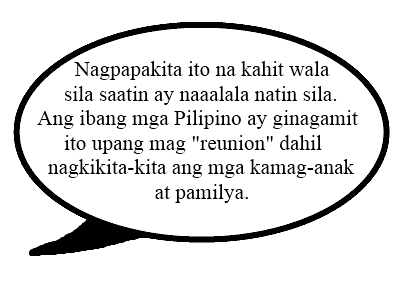 Nagpapakita ito na kahit wala
sila saatin ay naaalala natin sila.
Ang ibang mga Pilipino ay ginagamit
ito upang mag "reunion" dahil
nagkikita-kita ang mga kamag-anak
at pamilya.